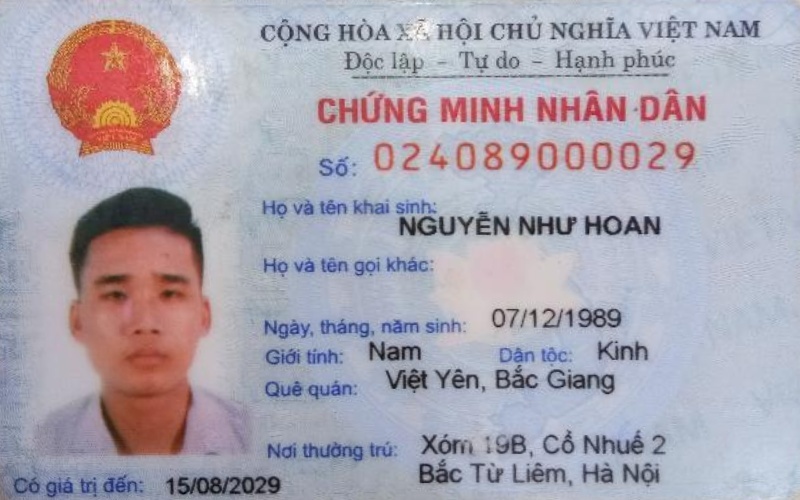 CỘNG HÒA XÃ HỘI CHỦ NGHĨA VIỆT NAM
Độc lập - Tự do - Hạnh phúc
CHỨNG MINH NHÂN DÂN
Số: 024089000029
Họ và tên khai sinh:
NGUYỄN NHƯ HOAN
Họ và tên gọi khác:
Ngày, tháng, năm sinh: 07/12/1989
Giới tính: Nam Dân tộc: Kinh
Quê quán: Việt Yên, Bắc Giang
Nơi thường trú: Xóm 19B, Cổ Nhuế 2
Bắc Từ Liêm, Hà Nội
Có giá trị đến: 15/08/2029